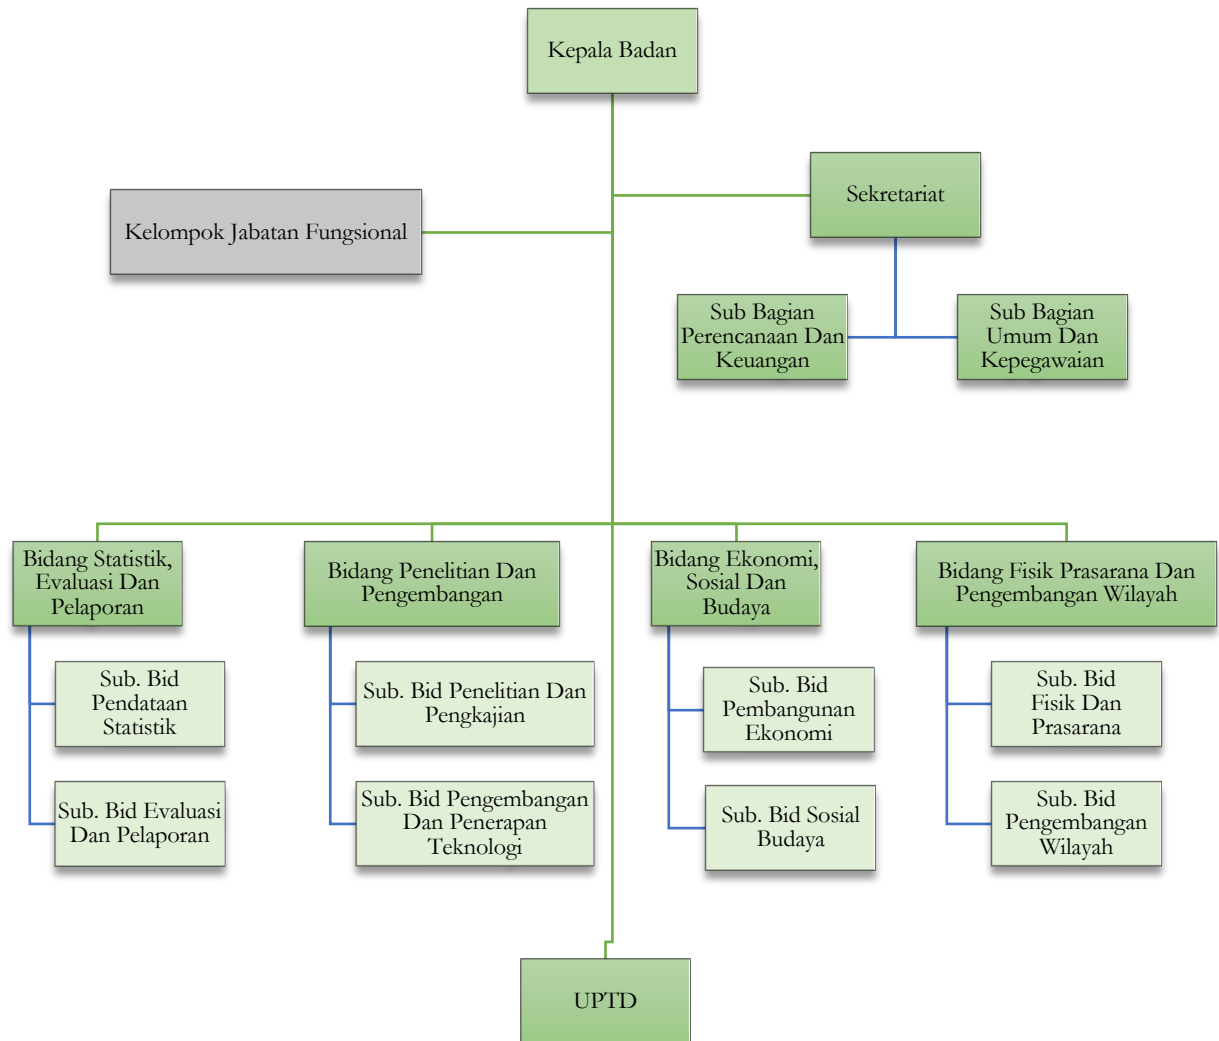 Kepala Badan
Sekretariat
Kelompok Jabatan Fungsional
Sub Bagian
Perencanaan Dan
Keuangan
Sub Bagian
Umum Dan
Kepegawaian
Bidang Statistik,
Evaluasi Dan
Pelaporan
Bidang Penelitian Dan
Pengembangan
Bidang Ekonomi,
Sosial Dan
Budaya
Bidang Fisik Prasarana Dan
Pengembangan Wilayah
Sub. Bid
Pendataan
Statistik
Sub. Bid Penelitian Dan
Pengkajian
Sub. Bid
Pembangunan
Ekonomi
Sub. Bid
Fisik Dan
Prasarana
Sub. Bid Evaluasi
Dan Pelaporan
Sub. Bid Pengembangan
Dan Penerapan
Teknologi
Sub. Bid Sosial
Budaya
Sub. Bid
Pengembangan
Wilayah
UPTD